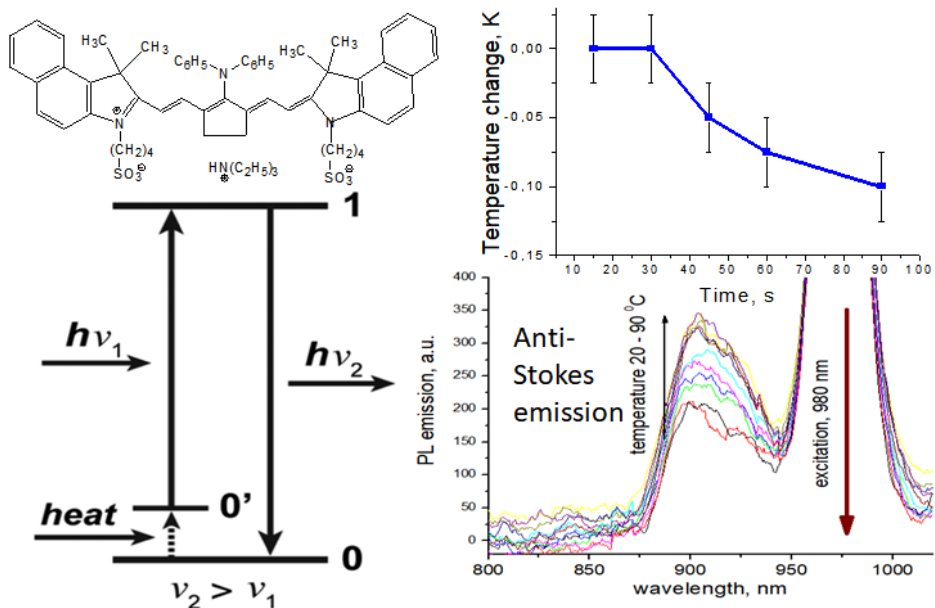 H3C CH3 C6H5 C6H5 H3C CH3
N
⊕ N N
(CH2)4 (CH2)4
SO3⊖ HN(C2H5)3 SO3⊖
⊕
1
hν1
hν2
0'
heat
0
ν2 > ν1
Temperature change, K
0,00
-0,05
-0,10
-0,15
10 20 30 40 50 60 70 80 90 100
Time, s
PL emission, a.u.
400
350
300
250
200
150
100
50
0
Anti-
Stokes
emission
temperature 20 - 90 ⁰C
excitation, 980 nm
800 850 900 950 1000
wavelength, nm